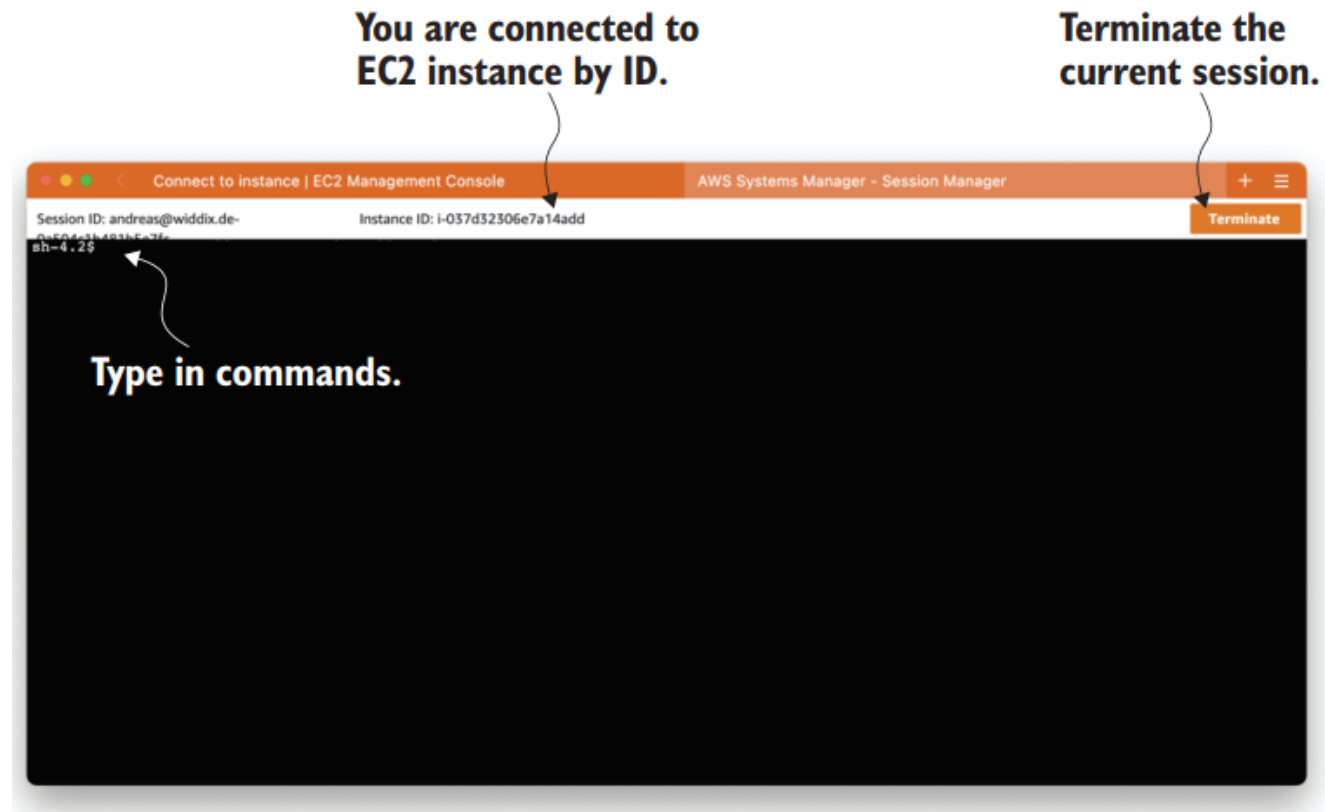 You are connected to
EC2 instance by ID.
Terminate the
current session.
Connect to instance | EC2 Management Console
AWS Systems Manager - Session Manager
Session ID: andreas@widdix.de-
Instance ID: i-037d32306e7a14add
Terminate
sh-4.2$
Type in commands.